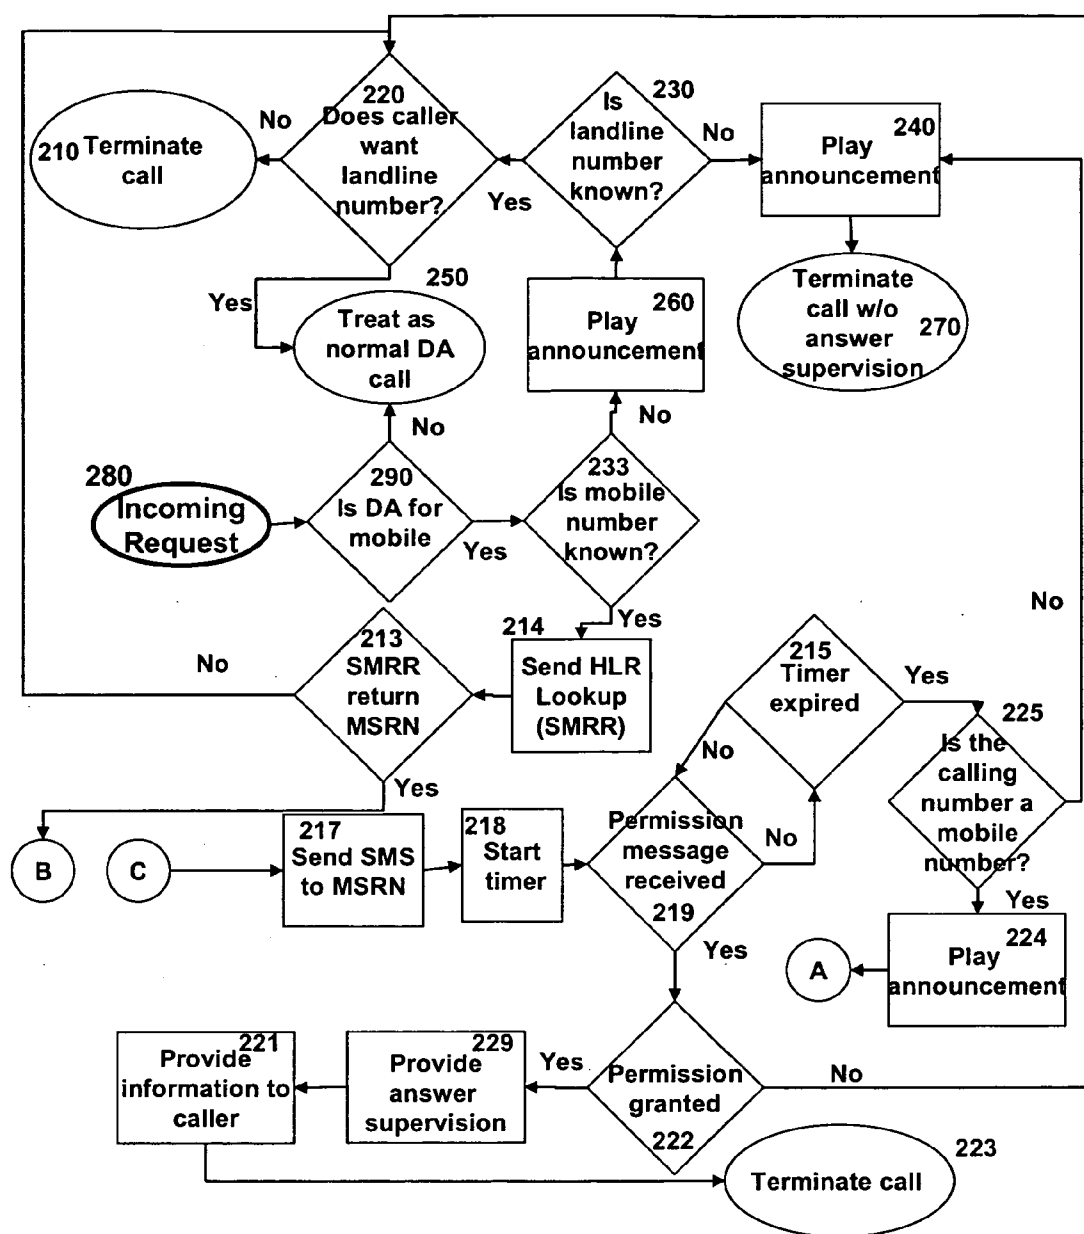 220
Does caller
want
landline
number?
No
210
Terminate
call
Yes
230
Is
landline
number
known?
No
Yes
240
Play
announcement
Terminate
call w/o
answer
supervision
270
250
Treat as
normal DA
call
260
Play
announcement
No
No
280
Incoming
Request
290
Is DA for
mobile
Yes
233
Is mobile
number
known?
Yes
213
SMRR
return
MSRN
No
Yes
214
Send HLR
Lookup
(SMRR)
215
Timer
expired
Yes
No
225
Is the
calling
number a
mobile
number?
No
Yes
B
C
217
Send SMS
to MSRN
218
Start
timer
Permission
message
received
219
No
Yes
A
224
Play
announcement
221
Provide
information to
caller
229
Provide
answer
supervision
Yes
Permission
granted
222
No
Terminate call
223